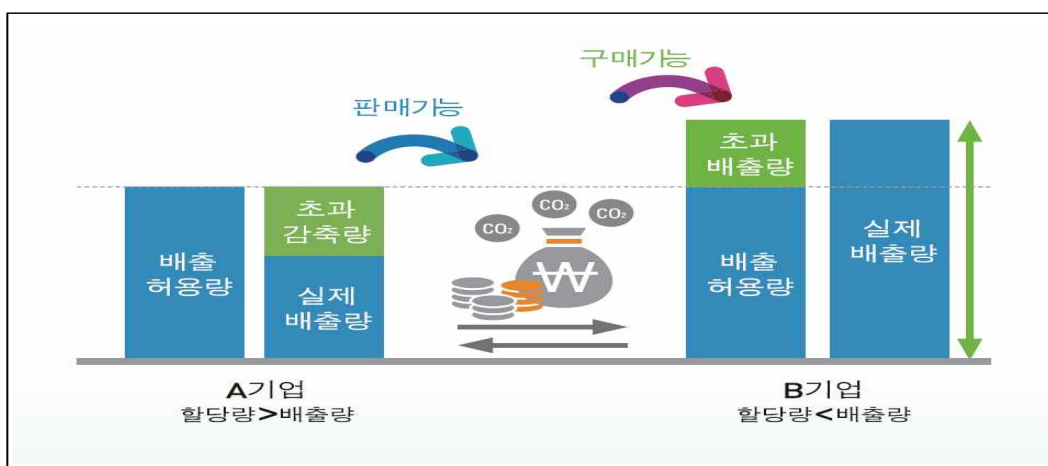 구매가능
판매가능
초과
배출량
초과
감축량
CO₂
CO₂
CO₂
배출
허용량
실제
배출량
₩
배출
허용량
실제
배출량
A기업
할당량>배출량
B기업
할당량<배출량